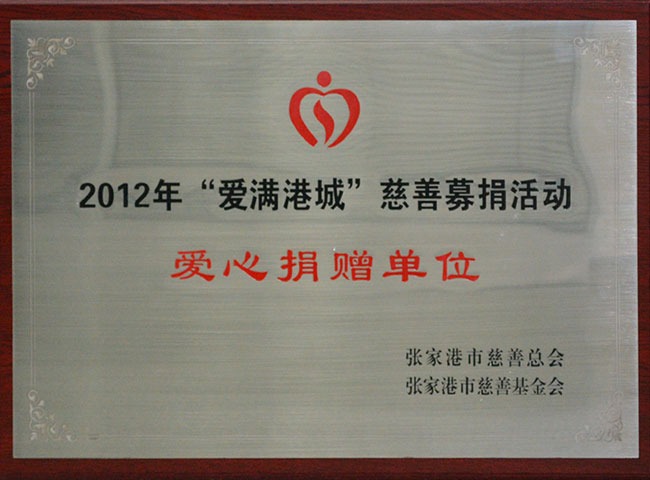 2012年“爱满港城”慈善募捐活动
爱心捐赠单位
张家港市慈善总会
张家港市慈善基金会